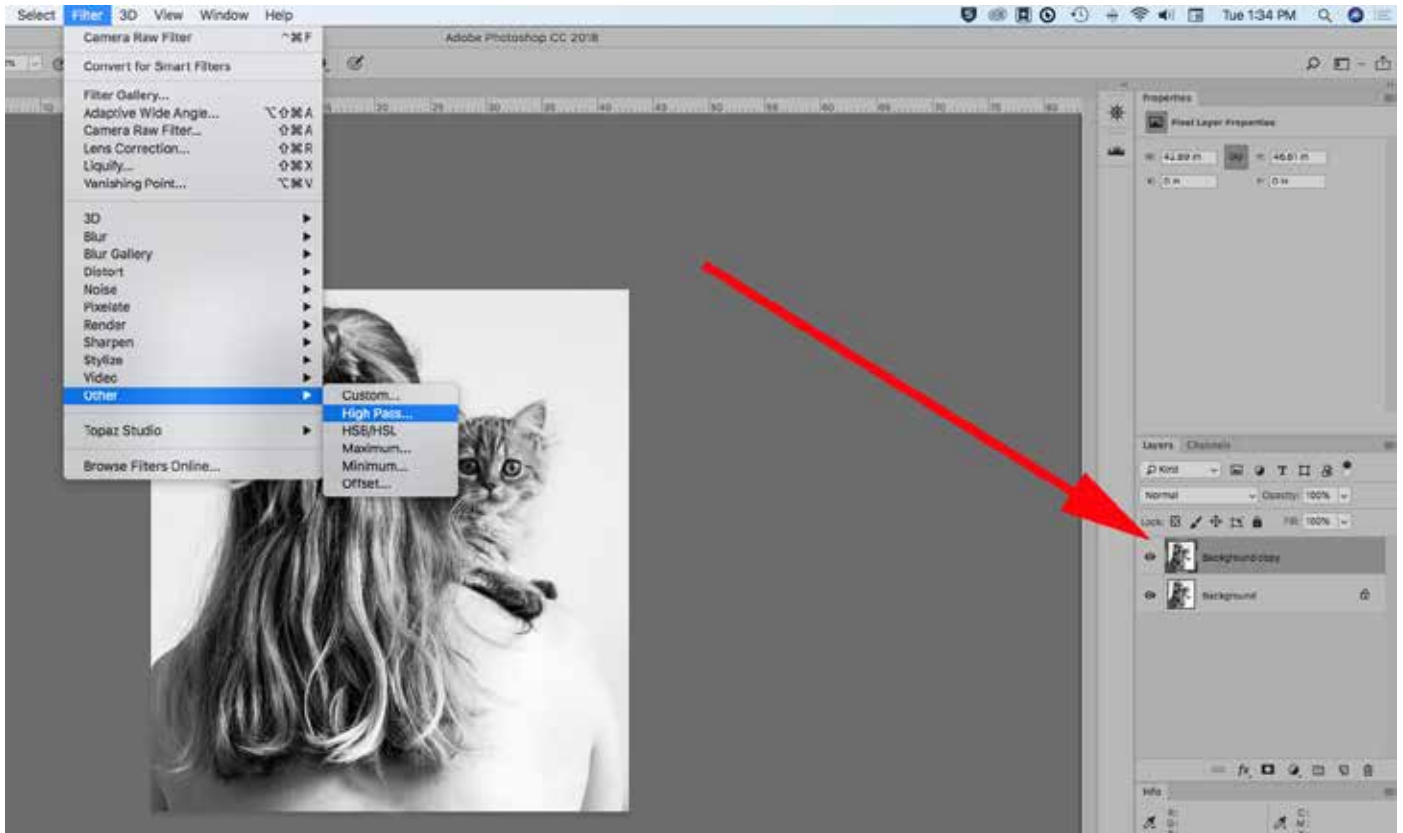 Select Filter 3D View Window Help Tue 1:34 PM
Adobe Photoshop CC 2018
Camera Raw Filter ^⌘F
Convert for Smart Filters
Filter Gallery...
Adaptive Wide Angle... ⌥⇧⌘A
Camera Raw Filter... ⇧⌘A
Lens Correction... ⇧⌘R
Liquify... ⇧⌘X
Vanishing Point... ⌥⌘V
3D
Blur
Blur Gallery
Distort
Noise
Pixelate
Render
Sharpen
Stylize
Video
Other
Topaz Studio
Browse Filters Online...
Custom...
High Pass...
HSB/HSL
Maximum...
Minimum...
Offset...
Properties
Pixel Layer Properties
Layers Channels
Kind
Normal Opacity: 100%
Lock: Fill: 100%
Background copy
Background
Info